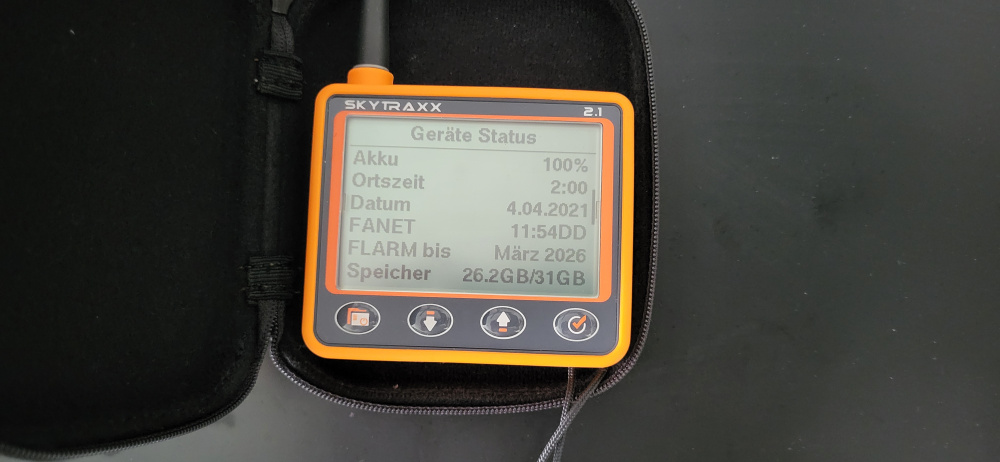 SKYTRAXX 2.1
Geräte Status
Akku 100%
Ortszeit 2:00
Datum 4.04.2021
FANET 11:54DD
FLARM bis März 2026
Speicher 26.2GB/31GB